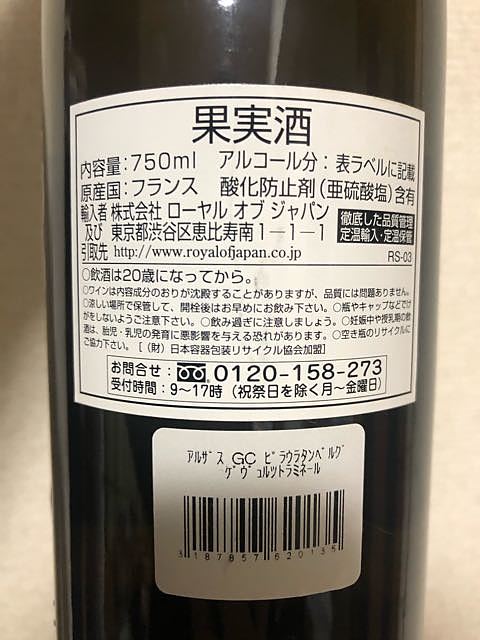 果実酒
内容量：750ml アルコール分：表ラベルに記載
原産国：フランス 酸化防止剤（亜硫酸塩）含有
輸入者 株式会社 ローヤル オブ ジャパン
及び 東京都渋谷区恵比寿南1－1－1
引取先 http://www.royalofjapan.co.jp
徹底した品質管理
定温輸入・定温保管
RS-03
○飲酒は20歳になってから。
○ワインは内容成分のおりが沈殿することがありますが、品質には問題ありません。
○涼しい場所で保管して、開栓後はお早めにお飲み下さい。○瓶やキャップなどでけ
がをしないようご注意下さい。○飲み過ぎに注意しましょう。○妊娠中や授乳期の飲
酒は、胎児・乳児の発育に悪影響を与える恐れがあります。○空き瓶のリサイクルに
ご協力下さい。［（財）日本容器包装リサイクル協会加盟］
お問合せ： 0120-158-273
受付時間：9～17時（祝祭日を除く月～金曜日）
ｱﾙｻﾞｽ GC ﾋﾟﾗｳﾗﾀﾝﾍﾞﾙｸﾞ
ｹﾞｳﾞｭﾙﾂﾄﾗﾐﾈｰﾙ
3187857620135